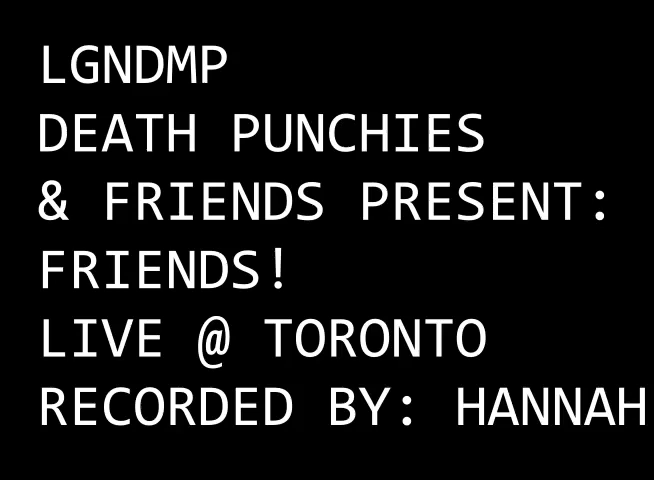 LGNDMP
DEATH PUNCHIES
& FRIENDS PRESENT:
FRIENDS!
LIVE @ TORONTO
RECORDED BY: HANNAH